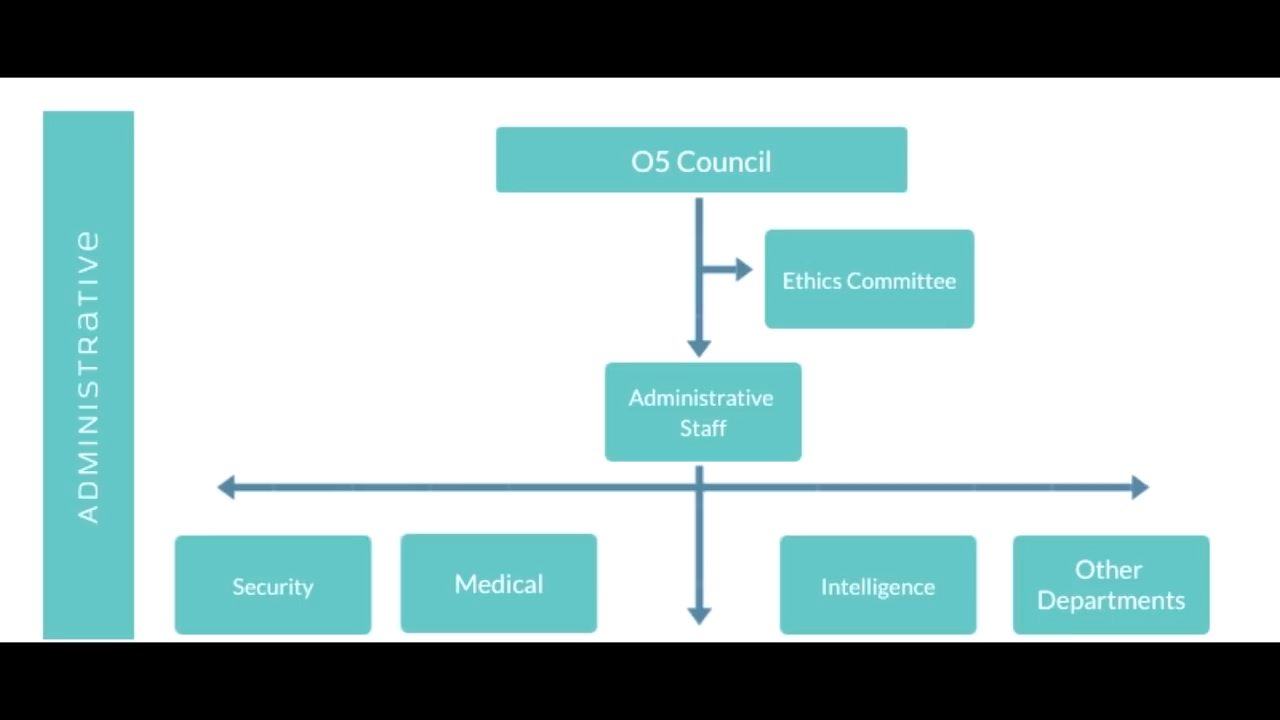 ADMINISTRATIVE
O5 Council
Ethics Committee
Administrative
Staff
Security
Medical
Intelligence
Other
Departments